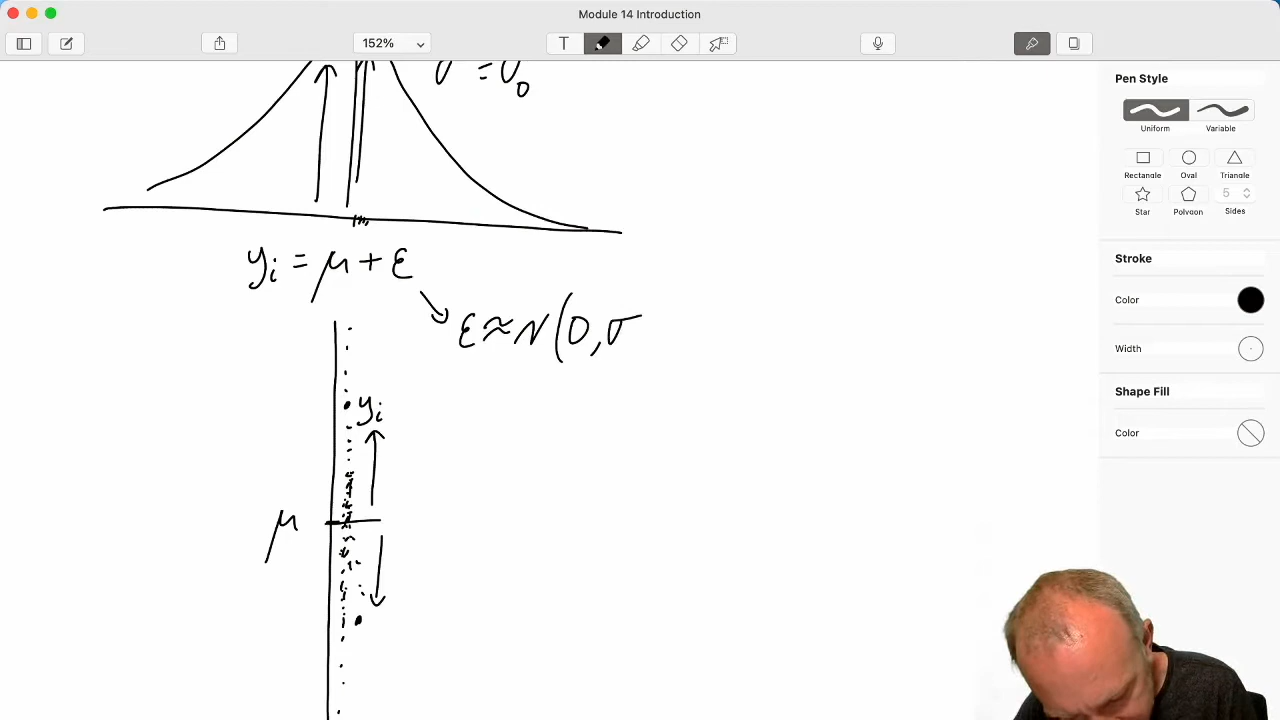 Module 14 Introduction
152%
T
σ = σ₀
Pen Style
Uniform Variable
Rectangle Oval Triangle
5
Star Polygon Sides
Stroke
Color
Width
Shape Fill
Color
yᵢ = μ + ε
ε ≈ N(0, σ
yᵢ
μ